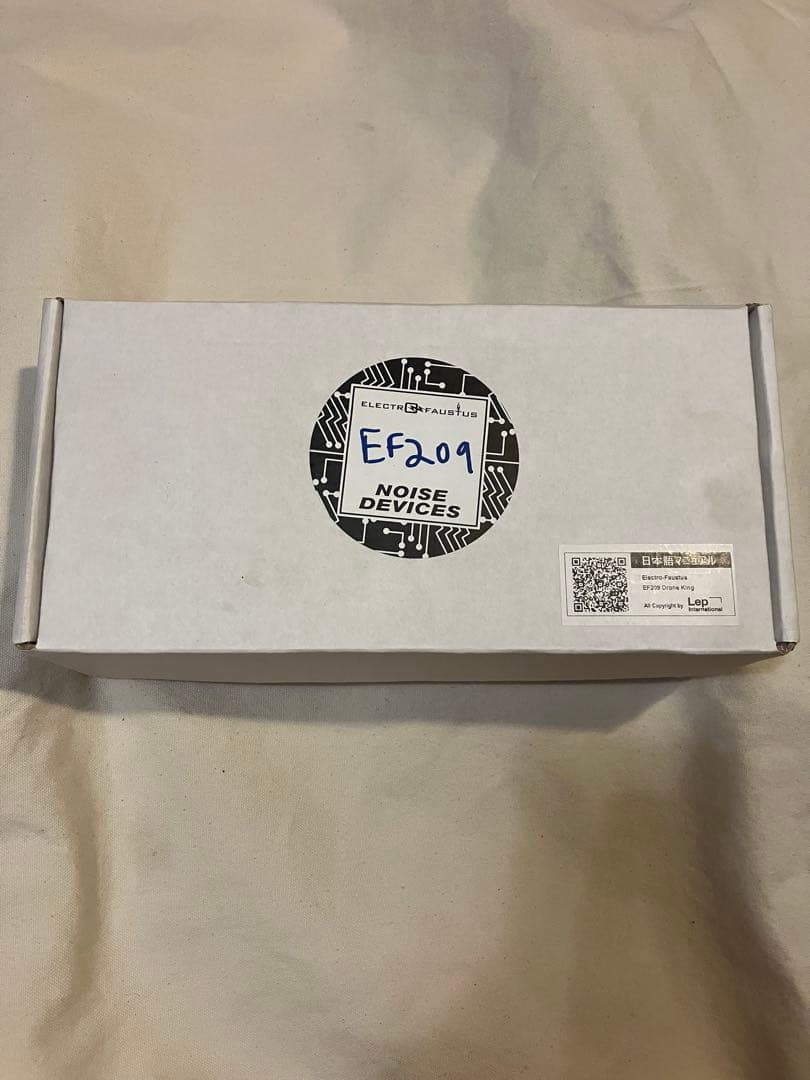 ELECTRO-FAUSTUS
EF209
NOISE
DEVICES
日本語マニュアル
Electro-Faustus
EF209 Drone King
All Copyright by Lep International